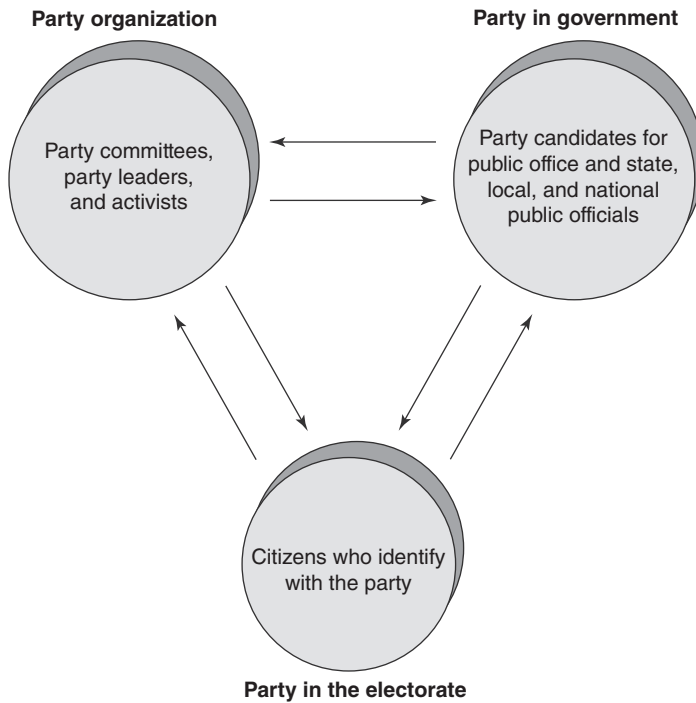 Party organization
Party in government
Party committees,
party leaders,
and activists
Party candidates for
public office and state,
local, and national
public officials
Citizens who identify
with the party
Party in the electorate